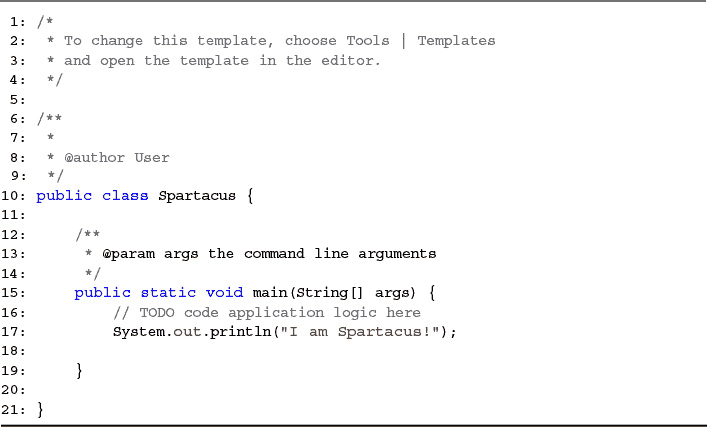 1: /*
2:  * To change this template, choose Tools | Templates
3:  * and open the template in the editor.
4:  */
5:
6: /**
7:  *
8:  * @author User
9:  */
10: public class Spartacus {
11:
12:     /**
13:      * @param args the command line arguments
14:      */
15:     public static void main(String[] args) {
16:         // TODO code application logic here
17:         System.out.println("I am Spartacus!");
18:
19:     }
20:
21: }